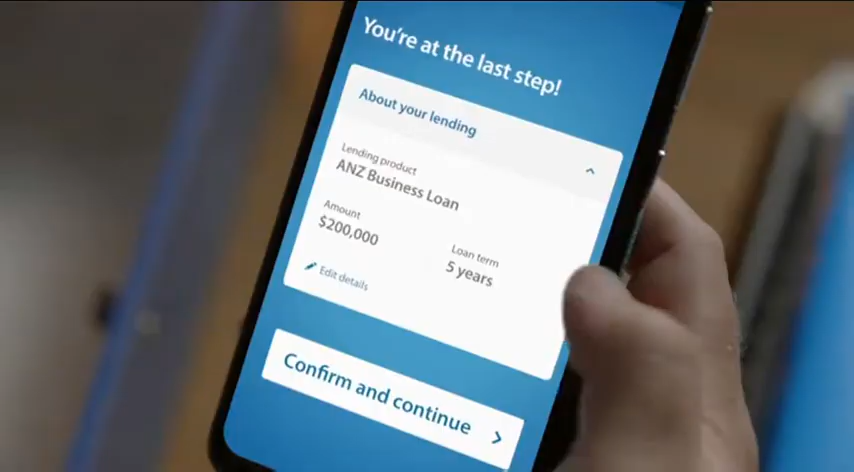 You're at the last step!
About your lending
Lending product
ANZ Business Loan
Amount
$200,000
Loan term
5 years
Edit details
Confirm and continue